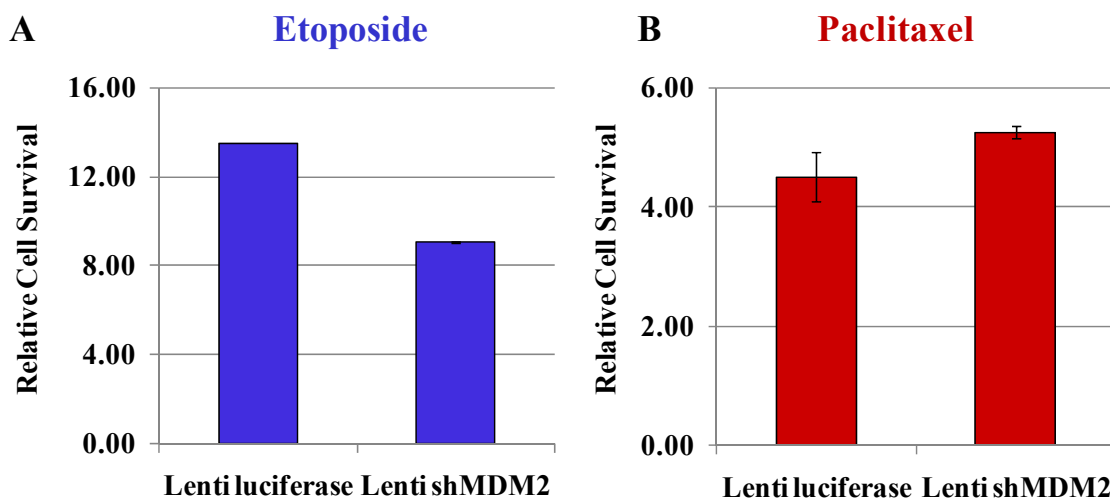 A
Etoposide
Relative Cell Survival
16.00
12.00
8.00
4.00
0.00
Lenti luciferase Lenti shMDM2
B
Paclitaxel
Relative Cell Survival
6.00
4.00
2.00
0.00
Lenti luciferase Lenti shMDM2